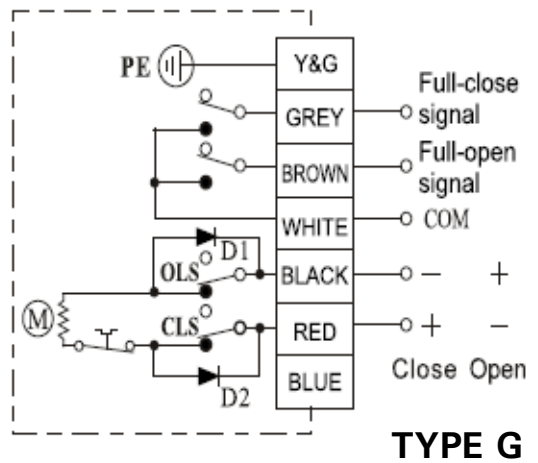 PE
Y&G
GREY
Full-close
signal
BROWN
Full-open
signal
WHITE
COM
D1
OLS
BLACK
− +
M
CLS
RED
+ −
Close Open
D2
BLUE
TYPE G